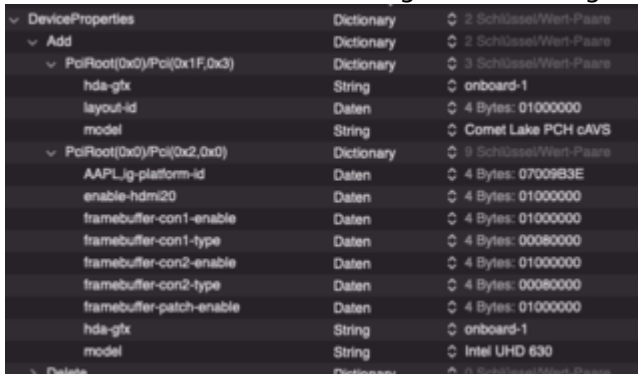 DeviceProperties Dictionary 2 Schlüssel/Wert-Paare
Add Dictionary 2 Schlüssel/Wert-Paare
PciRoot(0x0)/Pci(0x1F,0x3) Dictionary 3 Schlüssel/Wert-Paare
hda-gfx String onboard-1
layout-id Daten 4 Bytes: 01000000
model String Comet Lake PCH cAVS
PciRoot(0x0)/Pci(0x2,0x0) Dictionary 9 Schlüssel/Wert-Paare
AAPL,ig-platform-id Daten 4 Bytes: 07009B3E
enable-hdmi20 Daten 4 Bytes: 01000000
framebuffer-con1-enable Daten 4 Bytes: 01000000
framebuffer-con1-type Daten 4 Bytes: 00080000
framebuffer-con2-enable Daten 4 Bytes: 01000000
framebuffer-con2-type Daten 4 Bytes: 00080000
framebuffer-patch-enable Daten 4 Bytes: 01000000
hda-gfx String onboard-1
model String Intel UHD 630
Delete Dictionary 0 Schlüssel/Wert-Paare